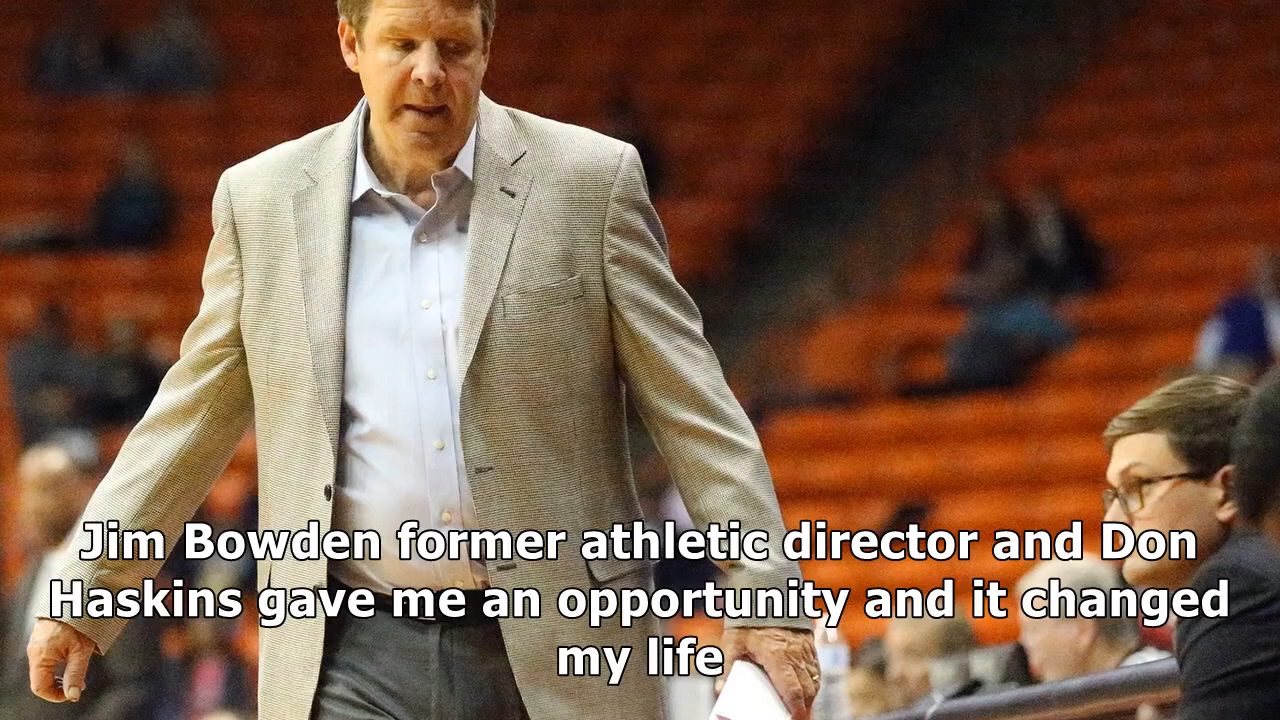 Jim Bowden former athletic director and Don
Haskins gave me an opportunity and it changed
my life